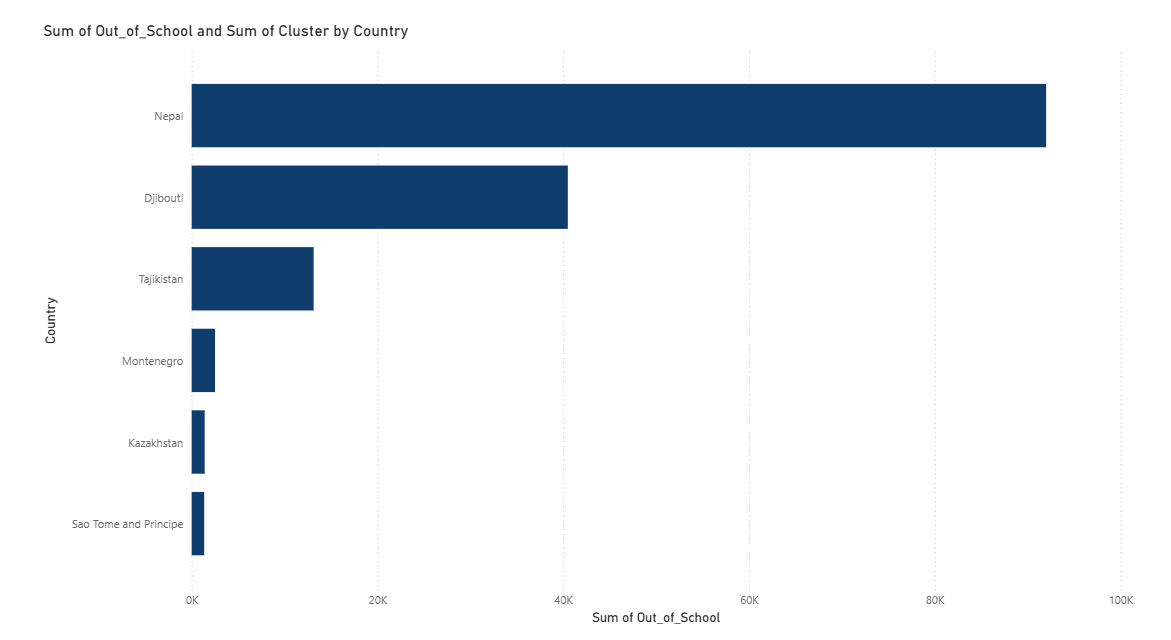 Sum of Out_of_School and Sum of Cluster by Country
Nepal
Djibouti
Tajikistan
Montenegro
Kazakhstan
Sao Tome and Principe
Country
0K 20K 40K 60K 80K 100K
Sum of Out_of_School